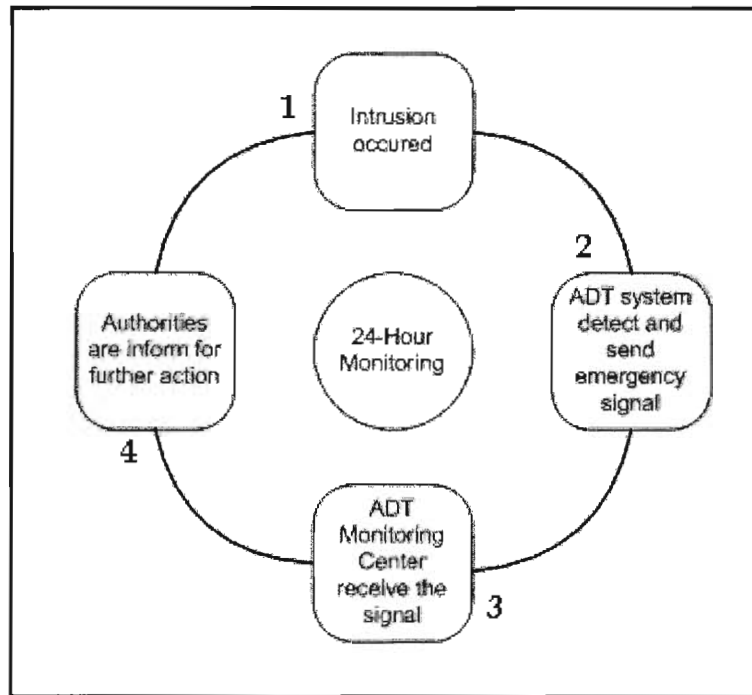 1
Intrusion
occured
2
ADT system
detect and
send
emergency
signal
24-Hour
Monitoring
Authorities
are inform for
further action
4
ADT
Monitoring
Center
receive the
signal
3